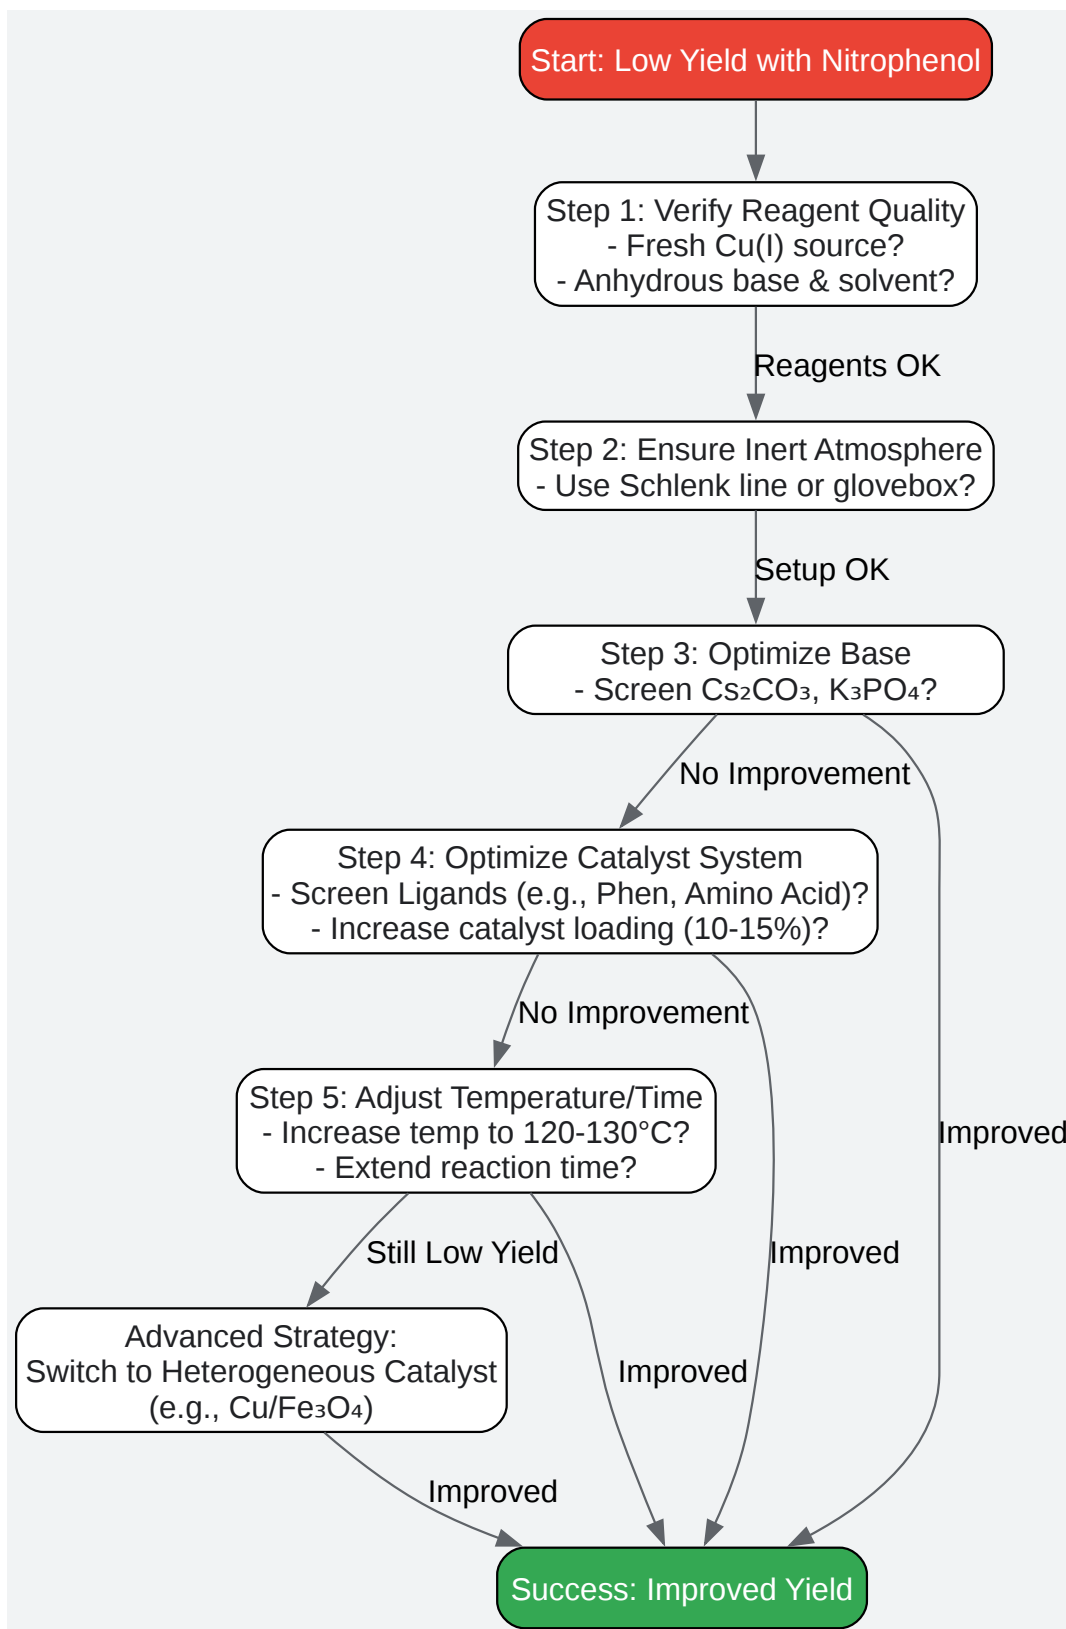 Start: Low Yield with Nitrophenol
Step 1: Verify Reagent Quality
- Fresh Cu(I) source?
- Anhydrous base & solvent?
Reagents OK
Step 2: Ensure Inert Atmosphere
- Use Schlenk line or glovebox?
Setup OK
Step 3: Optimize Base
- Screen Cs₂CO₃, K₃PO₄?
No Improvement
Step 4: Optimize Catalyst System
- Screen Ligands (e.g., Phen, Amino Acid)?
- Increase catalyst loading (10-15%)?
No Improvement
Step 5: Adjust Temperature/Time
- Increase temp to 120-130°C?
- Extend reaction time?
Improved
Still Low Yield
Improved
Advanced Strategy:
Switch to Heterogeneous Catalyst
(e.g., Cu/Fe₃O₄)
Improved
Improved
Success: Improved Yield